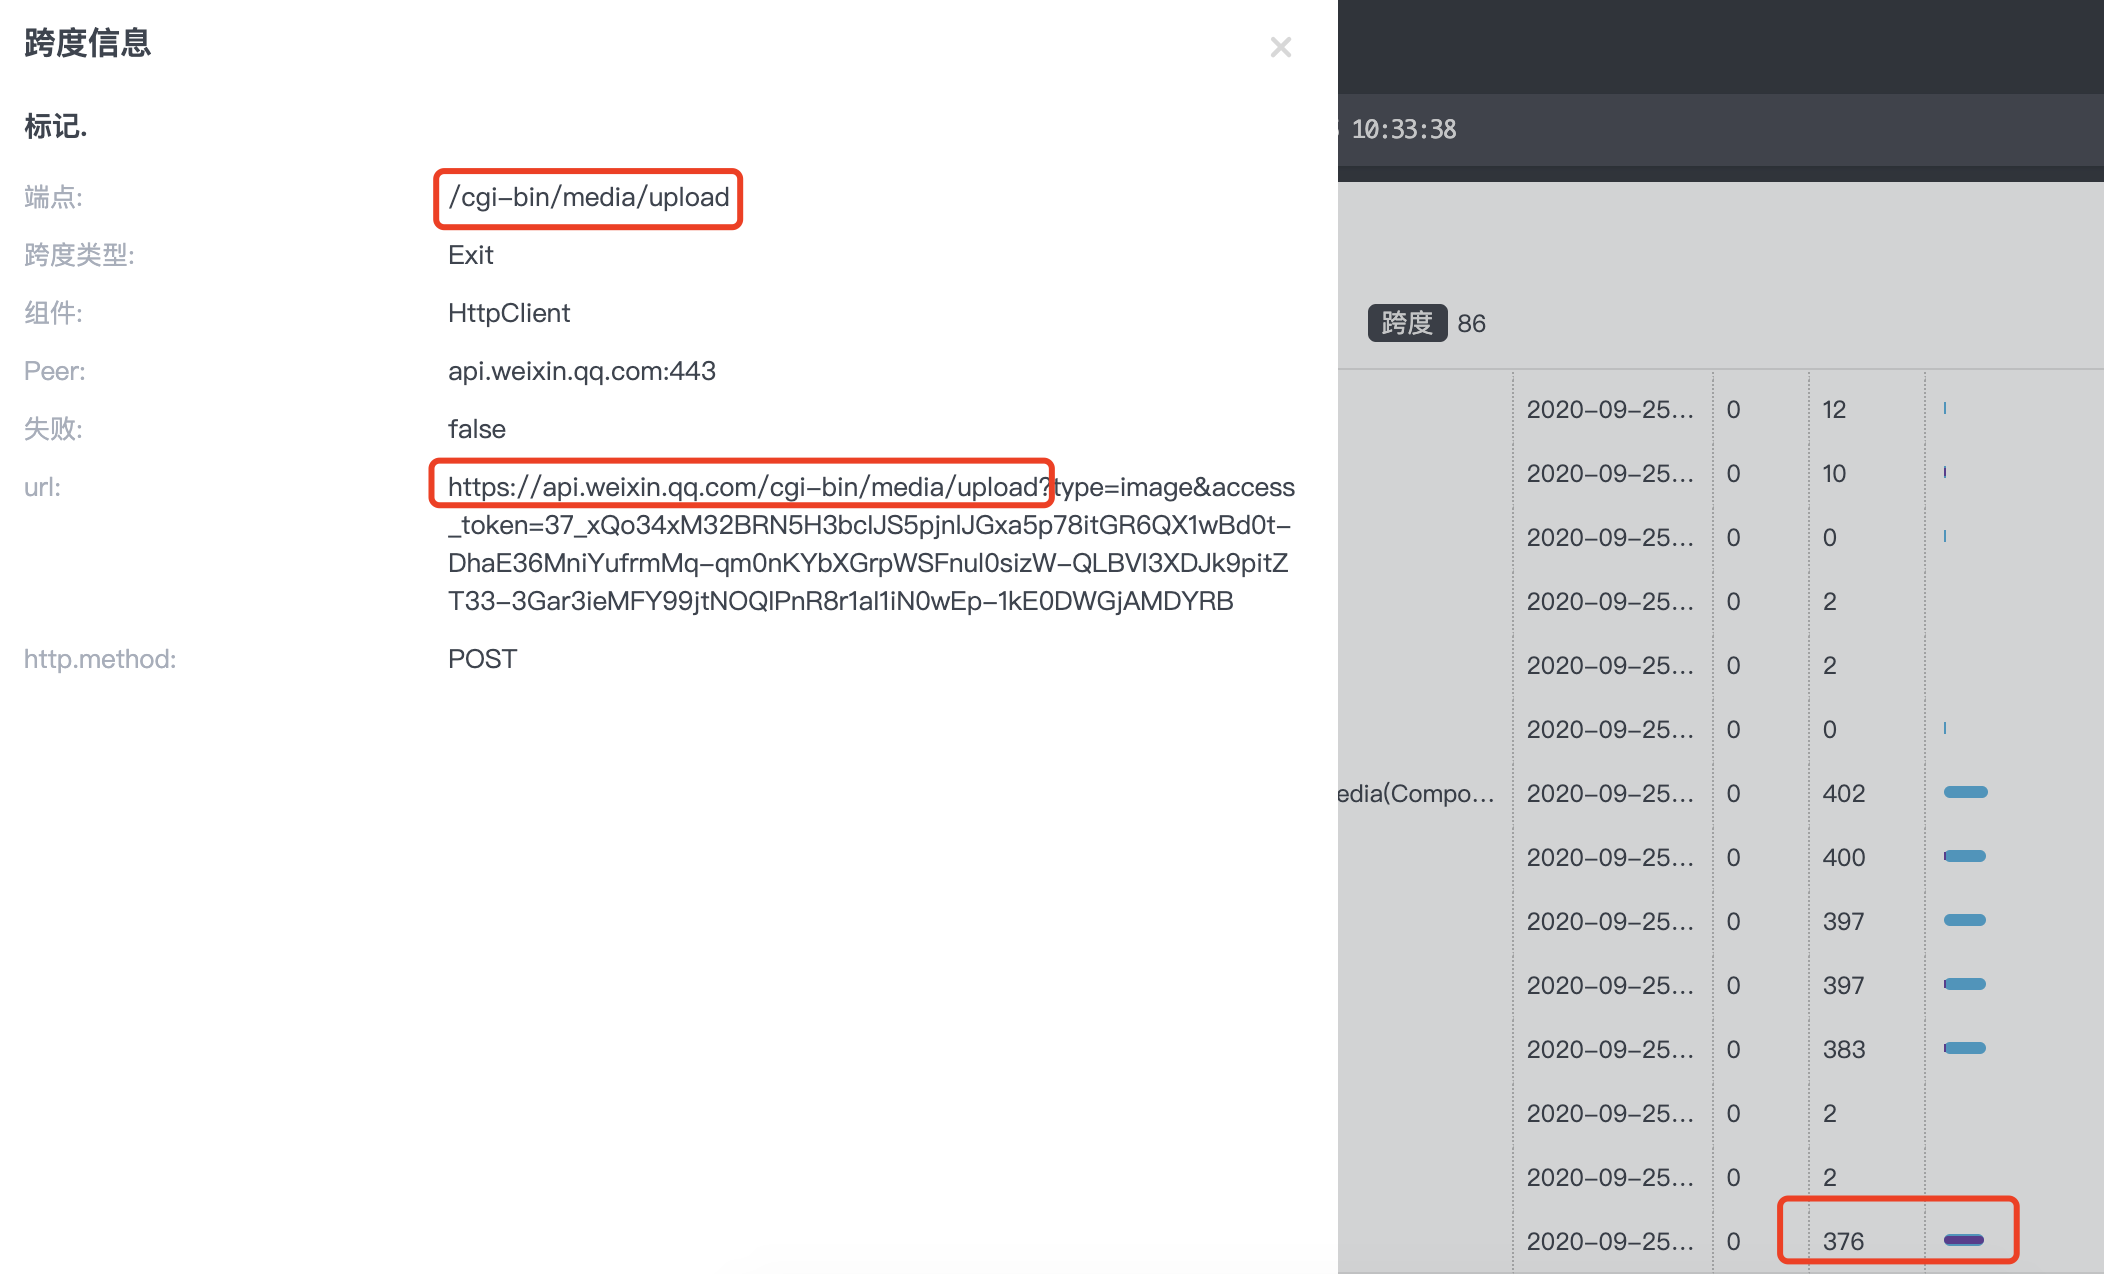 跨度信息
标记.
端点: /cgi-bin/media/upload
跨度类型: Exit
组件: HttpClient
Peer: api.weixin.qq.com:443
失败: false
url: https://api.weixin.qq.com/cgi-bin/media/upload?type=image&access
_token=37_xQo34xM32BRN5H3bclJS5pjnlJGxa5p78itGR6QX1wBd0t-
DhaE36MniYufrmMq-qm0nKYbXGrpWSFnul0sizW-QLBVl3XDJk9pitZ
T33-3Gar3ieMFY99jtNOQlPnR8r1al1iN0wEp-1kE0DWGjAMDYRB
http.method: POST
10:33:38
跨度 86
2020-09-25... 0 12
2020-09-25... 0 10
2020-09-25... 0 0
2020-09-25... 0 2
2020-09-25... 0 2
2020-09-25... 0 0
edia(Compo... 2020-09-25... 0 402
2020-09-25... 0 400
2020-09-25... 0 397
2020-09-25... 0 397
2020-09-25... 0 383
2020-09-25... 0 2
2020-09-25... 0 2
2020-09-25... 0 376